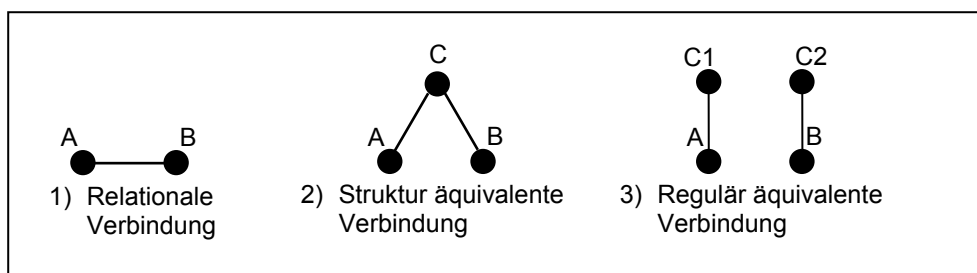 A B
1) Relationale
Verbindung
C
A B
2) Struktur äquivalente
Verbindung
C1 C2
A B
3) Regulär äquivalente
Verbindung